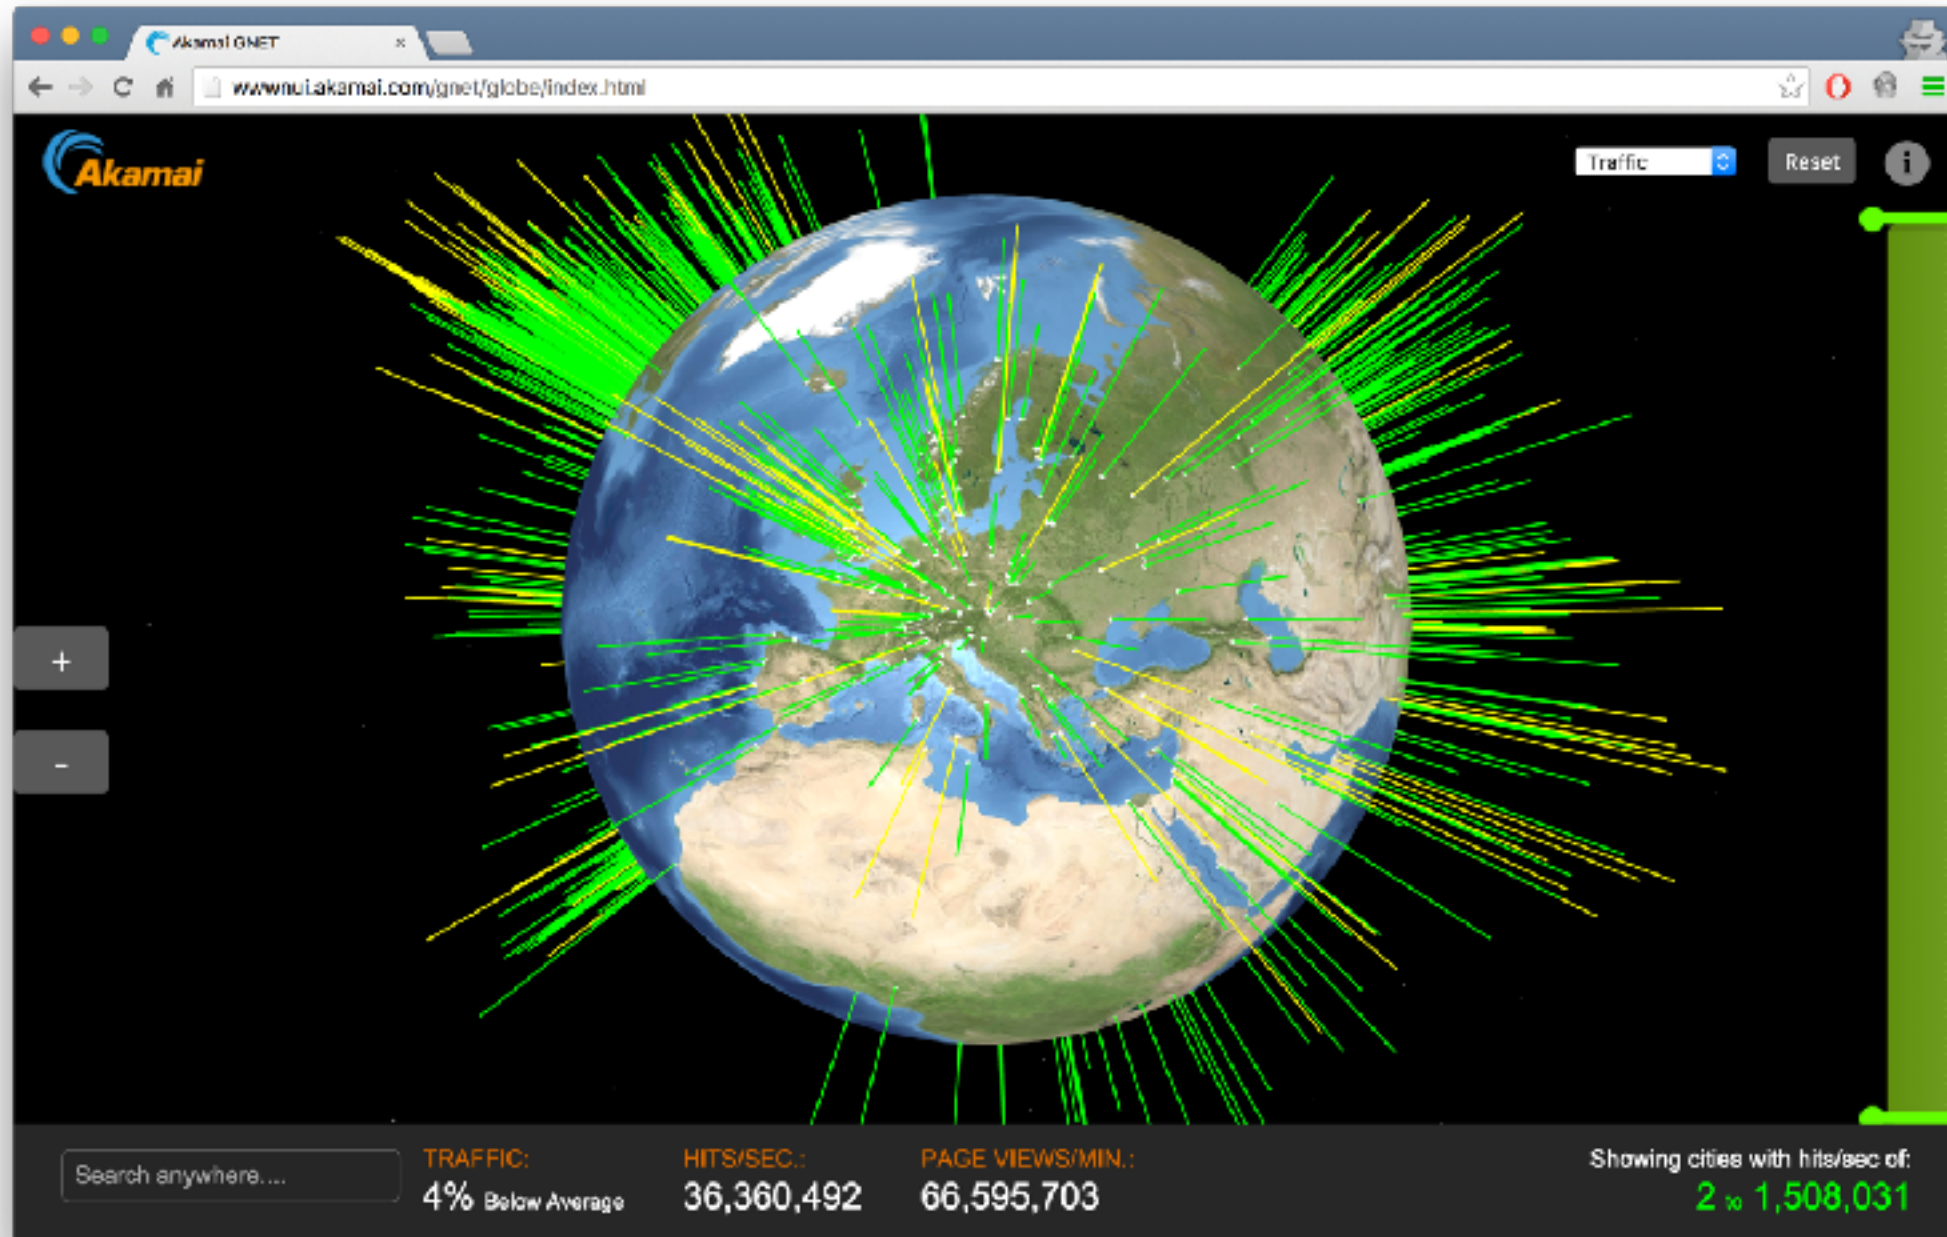 Akamai GNET
wwwnui.akamai.com/gnet/globe/index.html
Akamai
Traffic
Reset
i
+
-
Search anywhere....
TRAFFIC:
4% Below Average
HITS/SEC.:
36,360,492
PAGE VIEWS/MIN.:
66,595,703
Showing cities with hits/sec of:
2 to 1,508,031